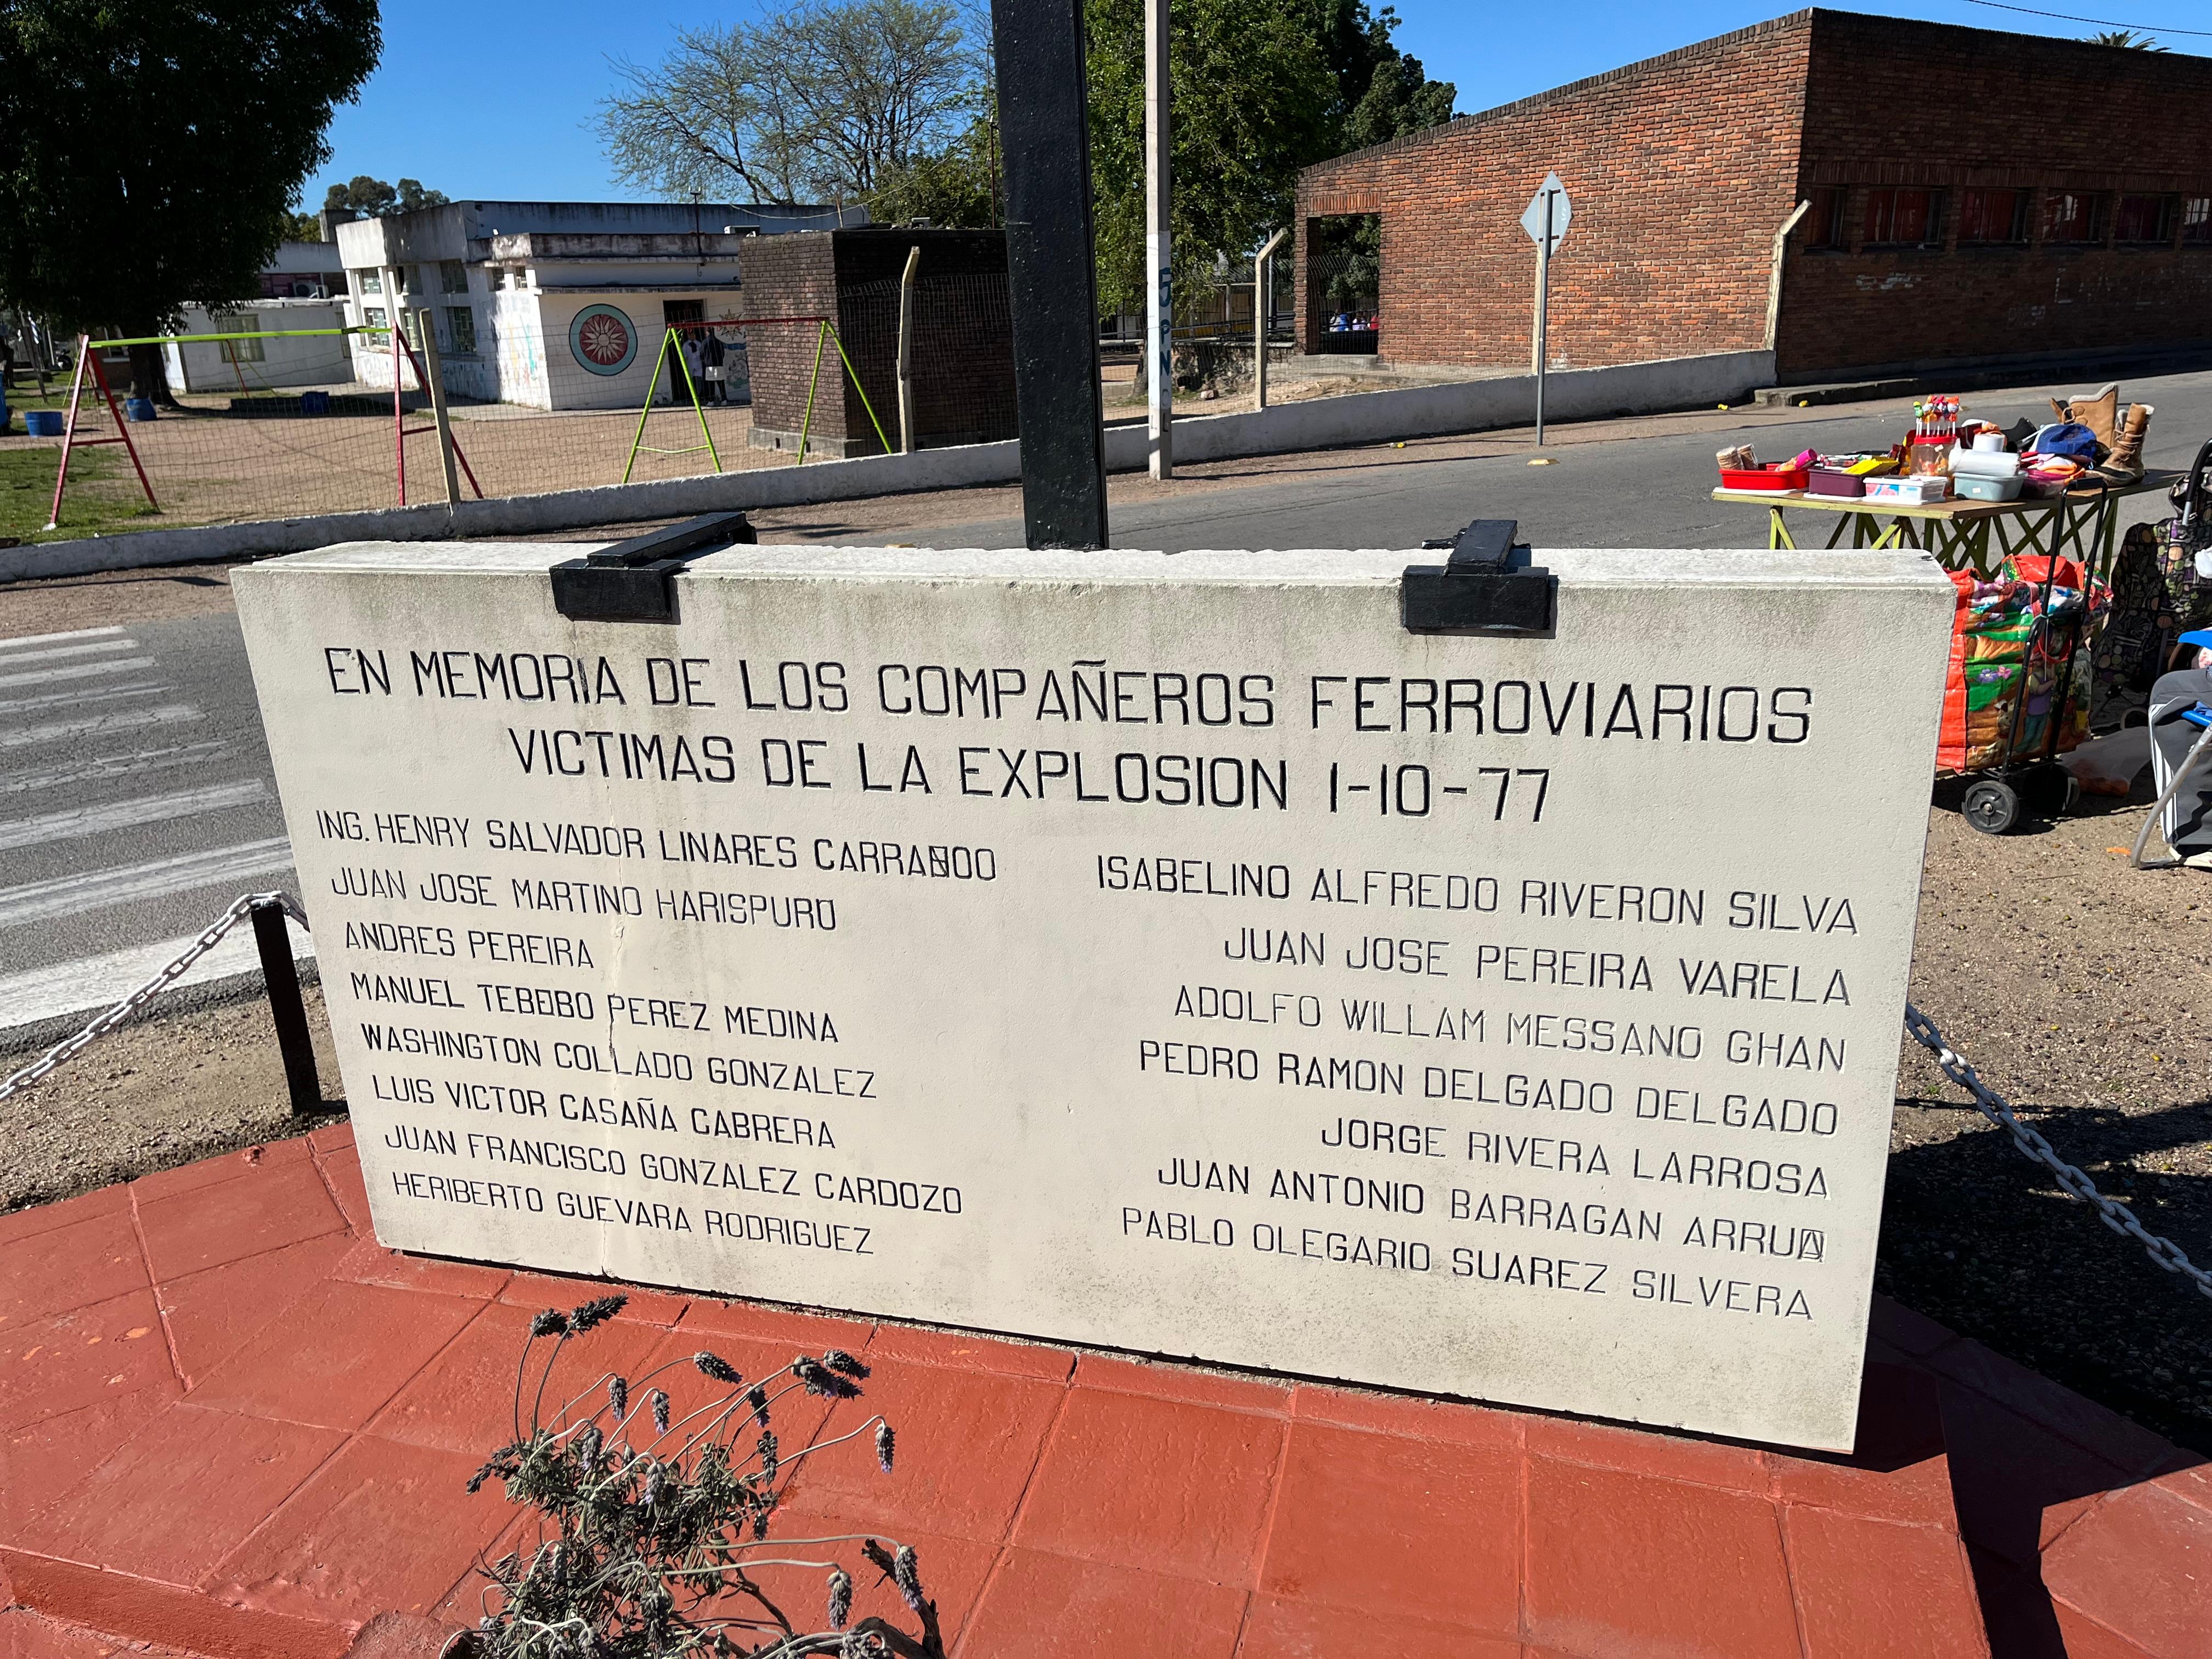 EN MEMORIA DE LOS COMPAÑEROS FERROVIARIOS
VICTIMAS DE LA EXPLOSION 1-10-77
ING. HENRY SALVADOR LINARES
JUAN JOSE MARTINO HARISPURO
ANDRES PEREIRA
MANUEL PEREZ MEDINA
WASHINGTON COLLADO GONZALEZ
LUIS VICTOR CASAÑA CABRERA
JUAN FRANCISCO GONZALEZ CARDOZO
HERIBERTO GUEVARA RODRIGUEZ
ISABELINO ALFREDO RIVERON SILVA
JUAN JOSE PEREIRA VARELA
ADOLFO WILLAM MESSANO GHAN
PEDRO RAMON DELGADO DELGADO
JORGE RIVERA LARROSA
JUAN ANTONIO BARRAGAN ARRUA
PABLO OLEGARIO SUAREZ SILVERA